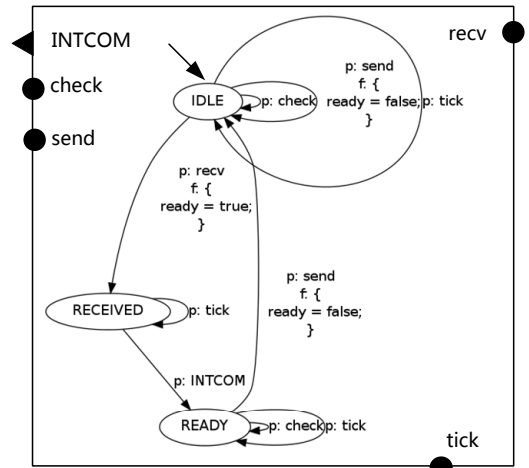 INTCOM
recv
check
send
IDLE
p: check
p: send
f: {
ready = false;
}
p: tick
p: recv
f: {
ready = true;
}
p: send
f: {
ready = false;
}
RECEIVED
p: tick
p: INTCOM
READY
p: check
p: tick
tick